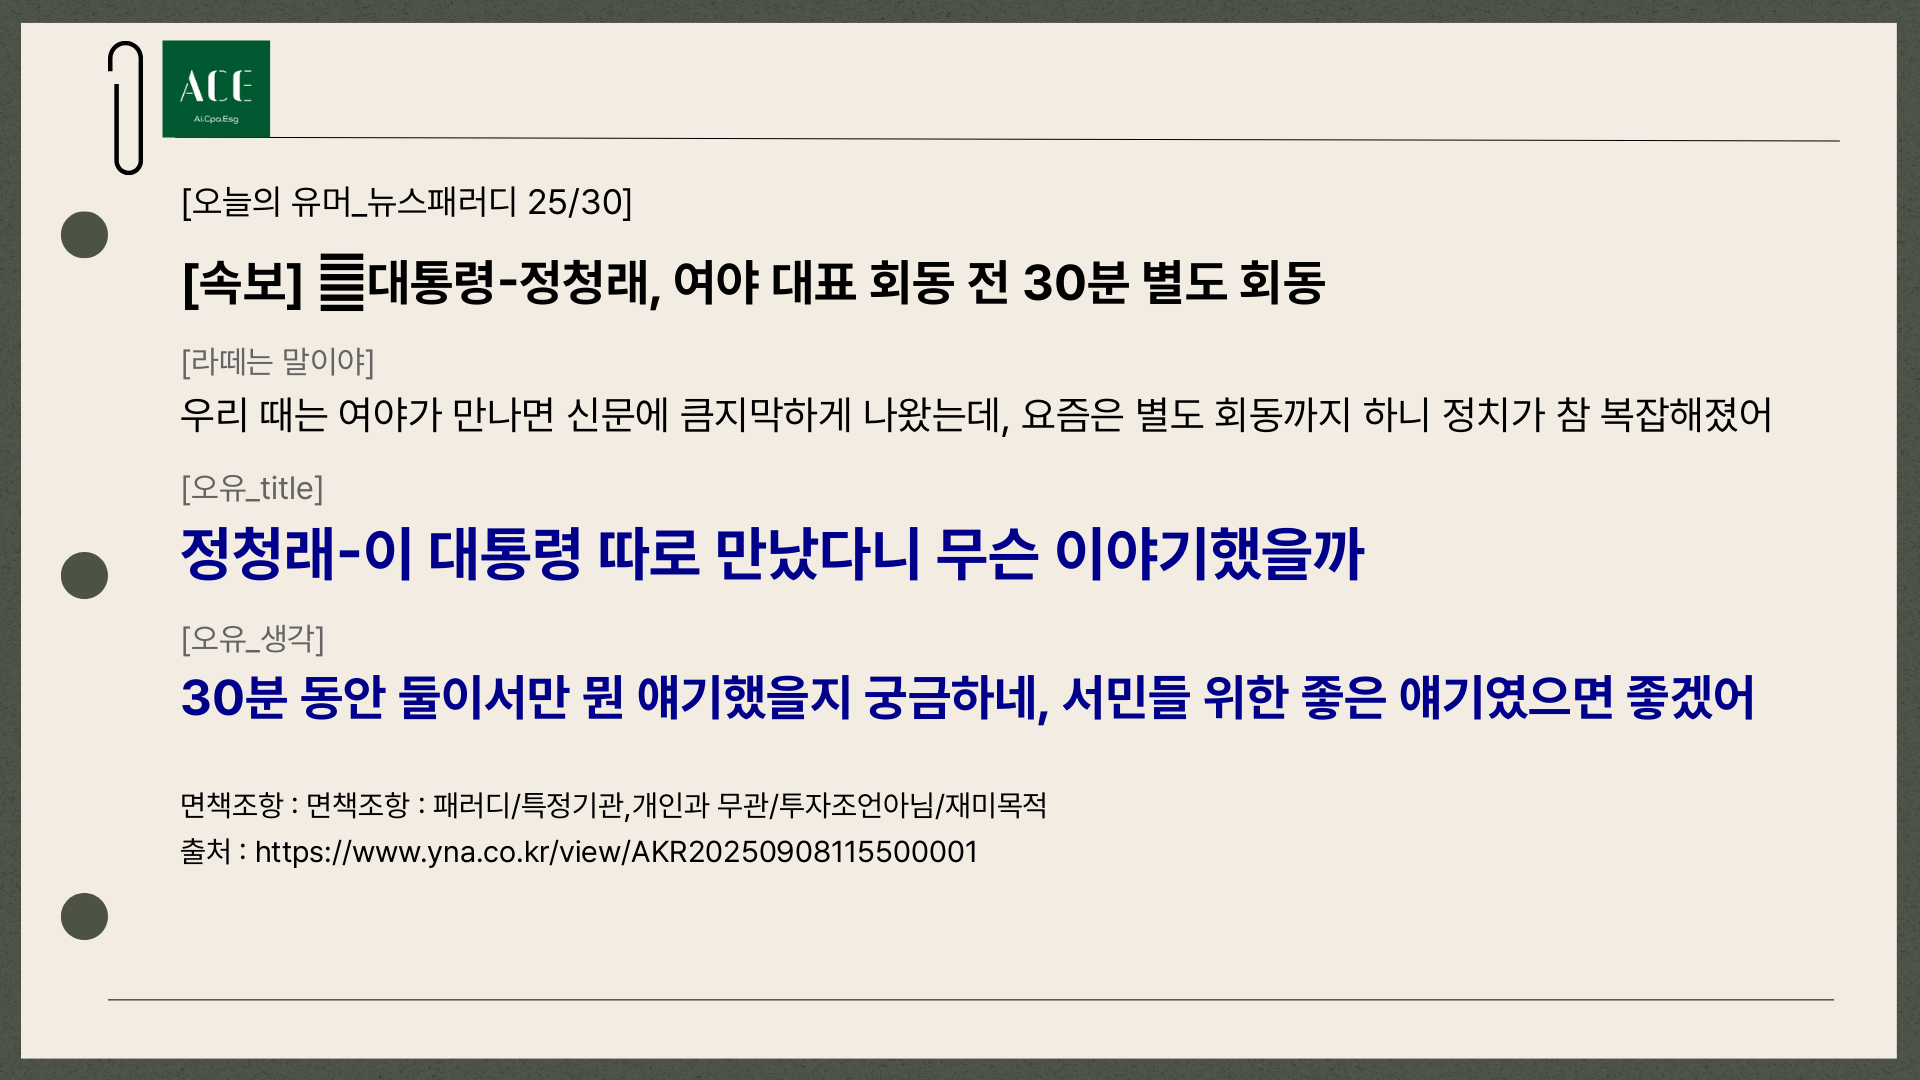 ACE
Ai.Cpa.Esg
[오늘의 유머_뉴스패러디 25/30]
[속보] 대통령-정청래, 여야 대표 회동 전 30분 별도 회동
[라떼는 말이야]
우리 때는 여야가 만나면 신문에 큼지막하게 나왔는데, 요즘은 별도 회동까지 하니 정치가 참 복잡해졌어
[오유_title]
정청래-이 대통령 따로 만났다니 무슨 이야기했을까
[오유_생각]
30분 동안 둘이서만 뭔 얘기했을지 궁금하네, 서민들 위한 좋은 얘기였으면 좋겠어
면책조항 : 면책조항 : 패러디/특정기관,개인과 무관/투자조언아님/재미목적
출처 : https://www.yna.co.kr/view/AKR20250908115500001